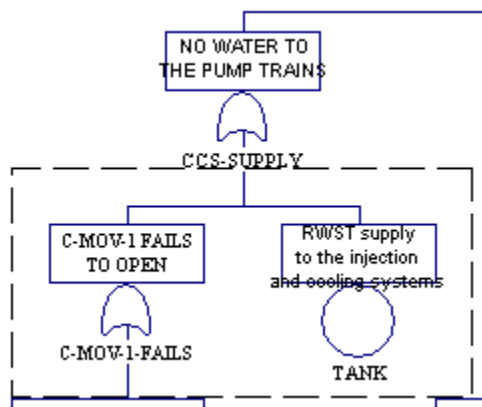 NO WATER TO
THE PUMP TRAINS
CCS-SUPPLY
C-MOV-1 FAILS
TO OPEN
RWST supply
to the injection
and cooling systems
C-MOV-1-FAILS
TANK